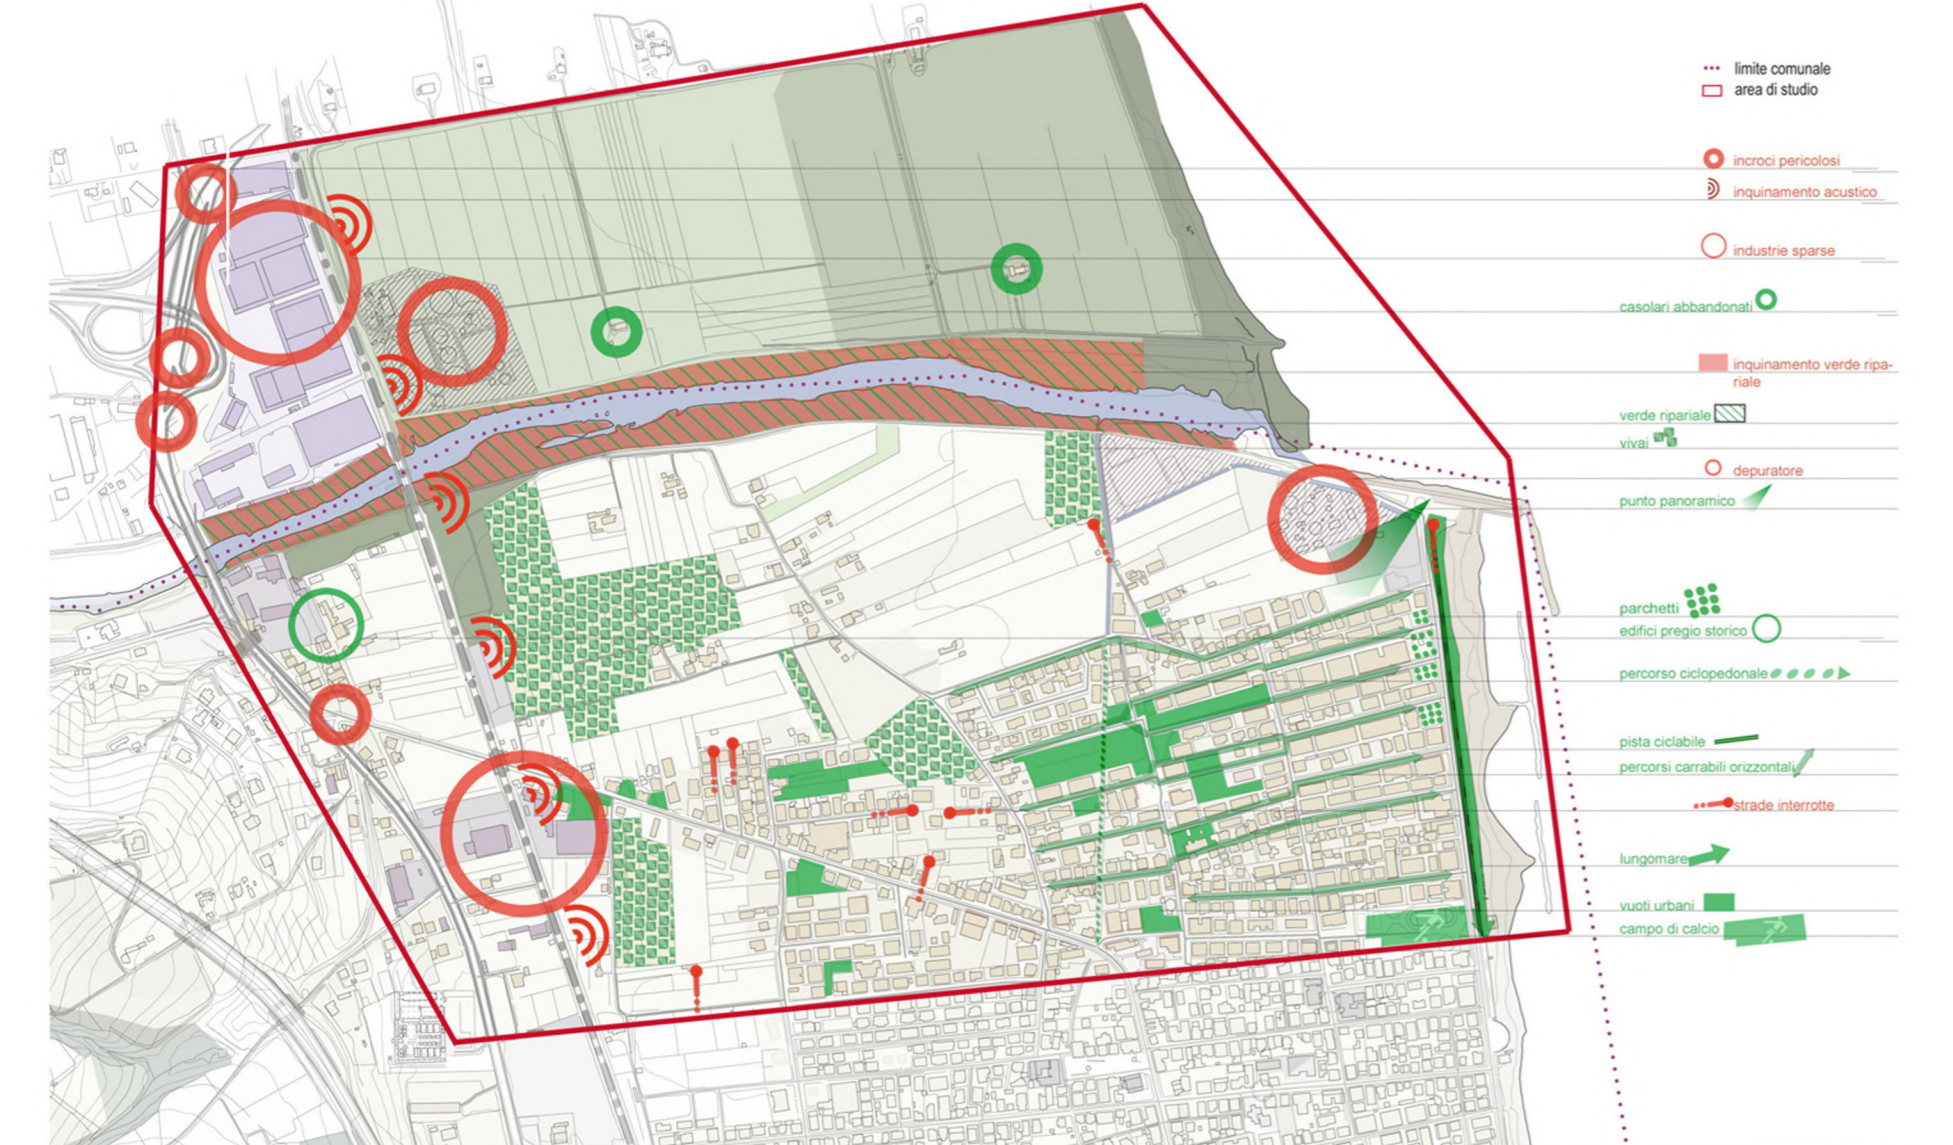 limite comunale
area di studio
incroci pericolosi
inquinamento acustico
industrie sparse
casolari abbandonati
inquinamento verde ripa-
riale
verde ripariale
vivai
depuratore
punto panoramico
parchetti
edifici pregio storico
percorso ciclopedonale
pista ciclabile
percorsi carrabili orizzontali
strade interrotte
lungomare
vuoti urbani
campo di calcio